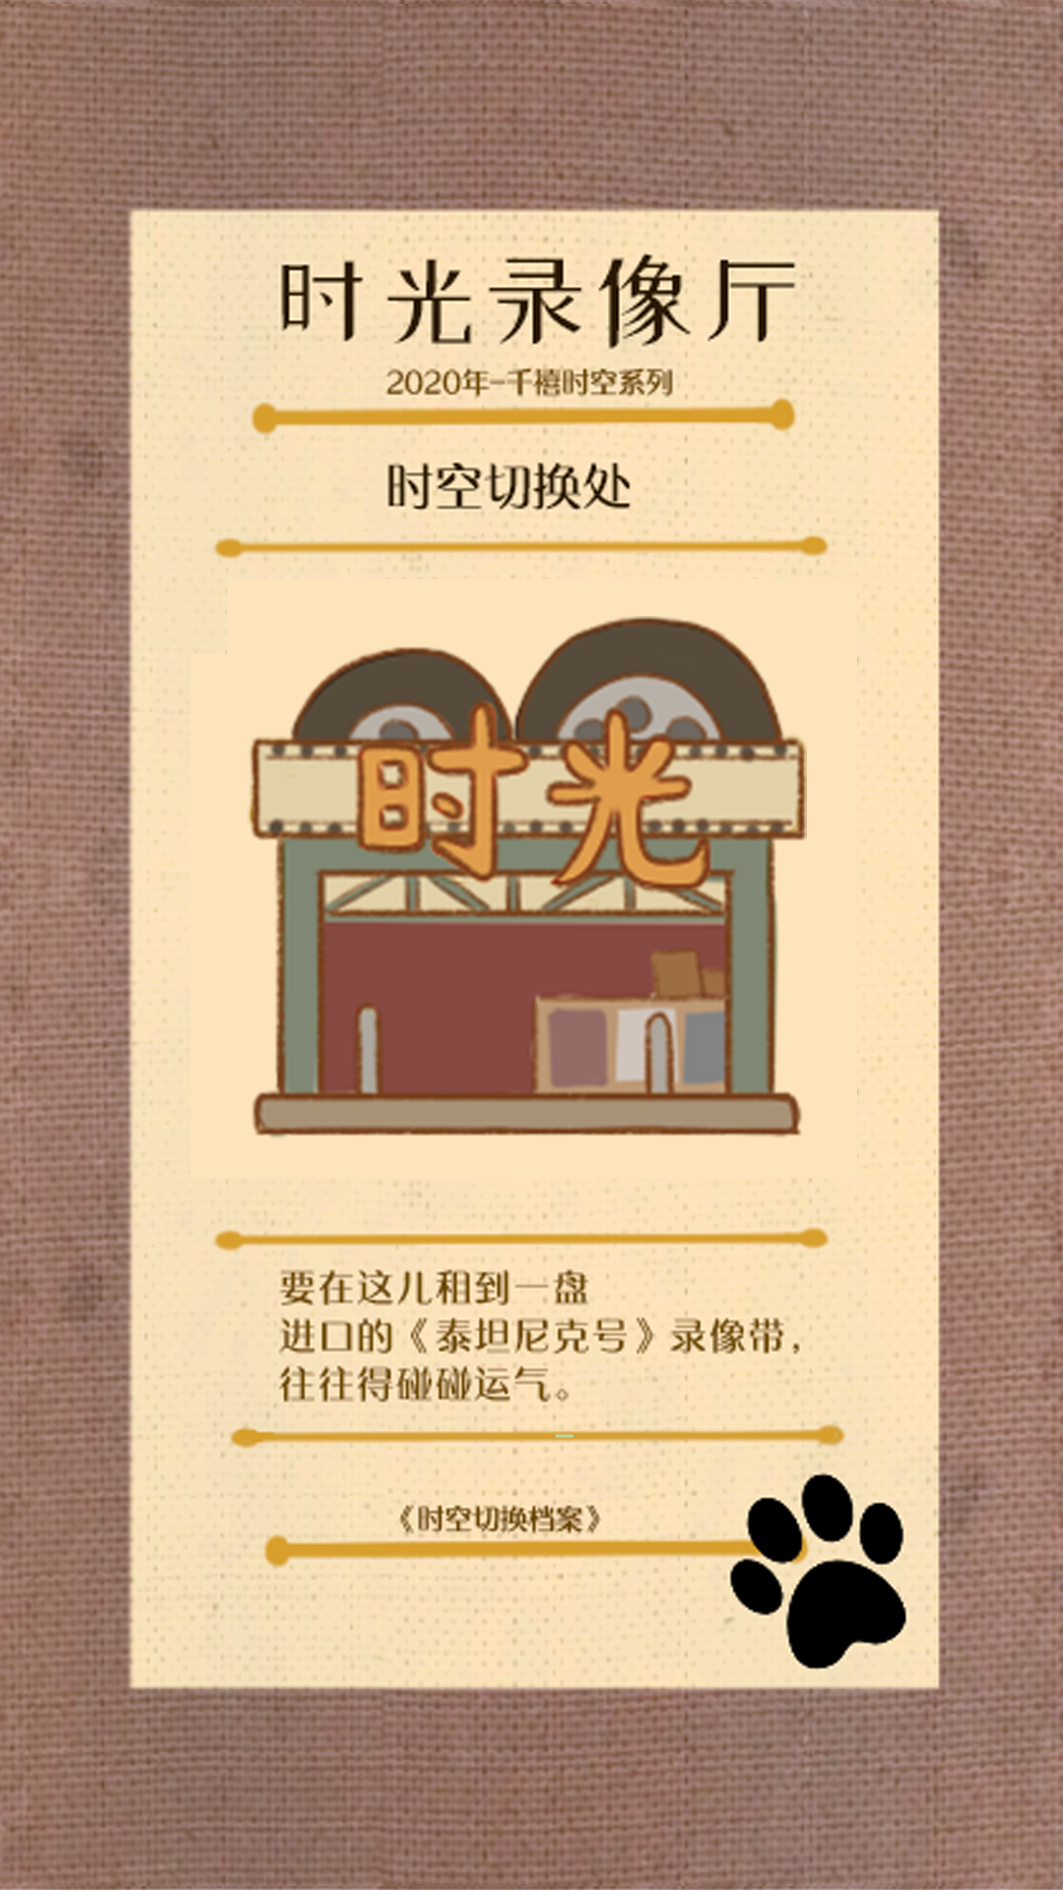 时光录像厅
2020年-千禧时空系列
时空切换处
时光
要在这儿租到一盘
进口的《泰坦尼克号》录像带，
往往得碰碰运气。
《时空切换档案》